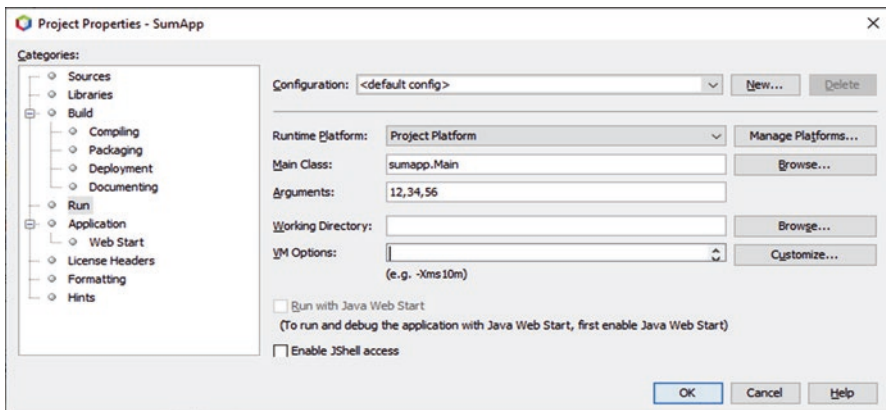 Project Properties - SumApp
Categories:
Sources
Libraries
Build
Compiling
Packaging
Deployment
Documenting
Run
Application
Web Start
License Headers
Formatting
Hints
Configuration: <default config> New... Delete
Runtime Platform: Project Platform Manage Platforms...
Main Class: sumapp.Main Browse...
Arguments: 12,34,56
Working Directory: Browse...
VM Options: Customize...
(e.g. -Xms10m)
Run with Java Web Start
(To run and debug the application with Java Web Start, first enable Java Web Start)
Enable JShell access
OK Cancel Help